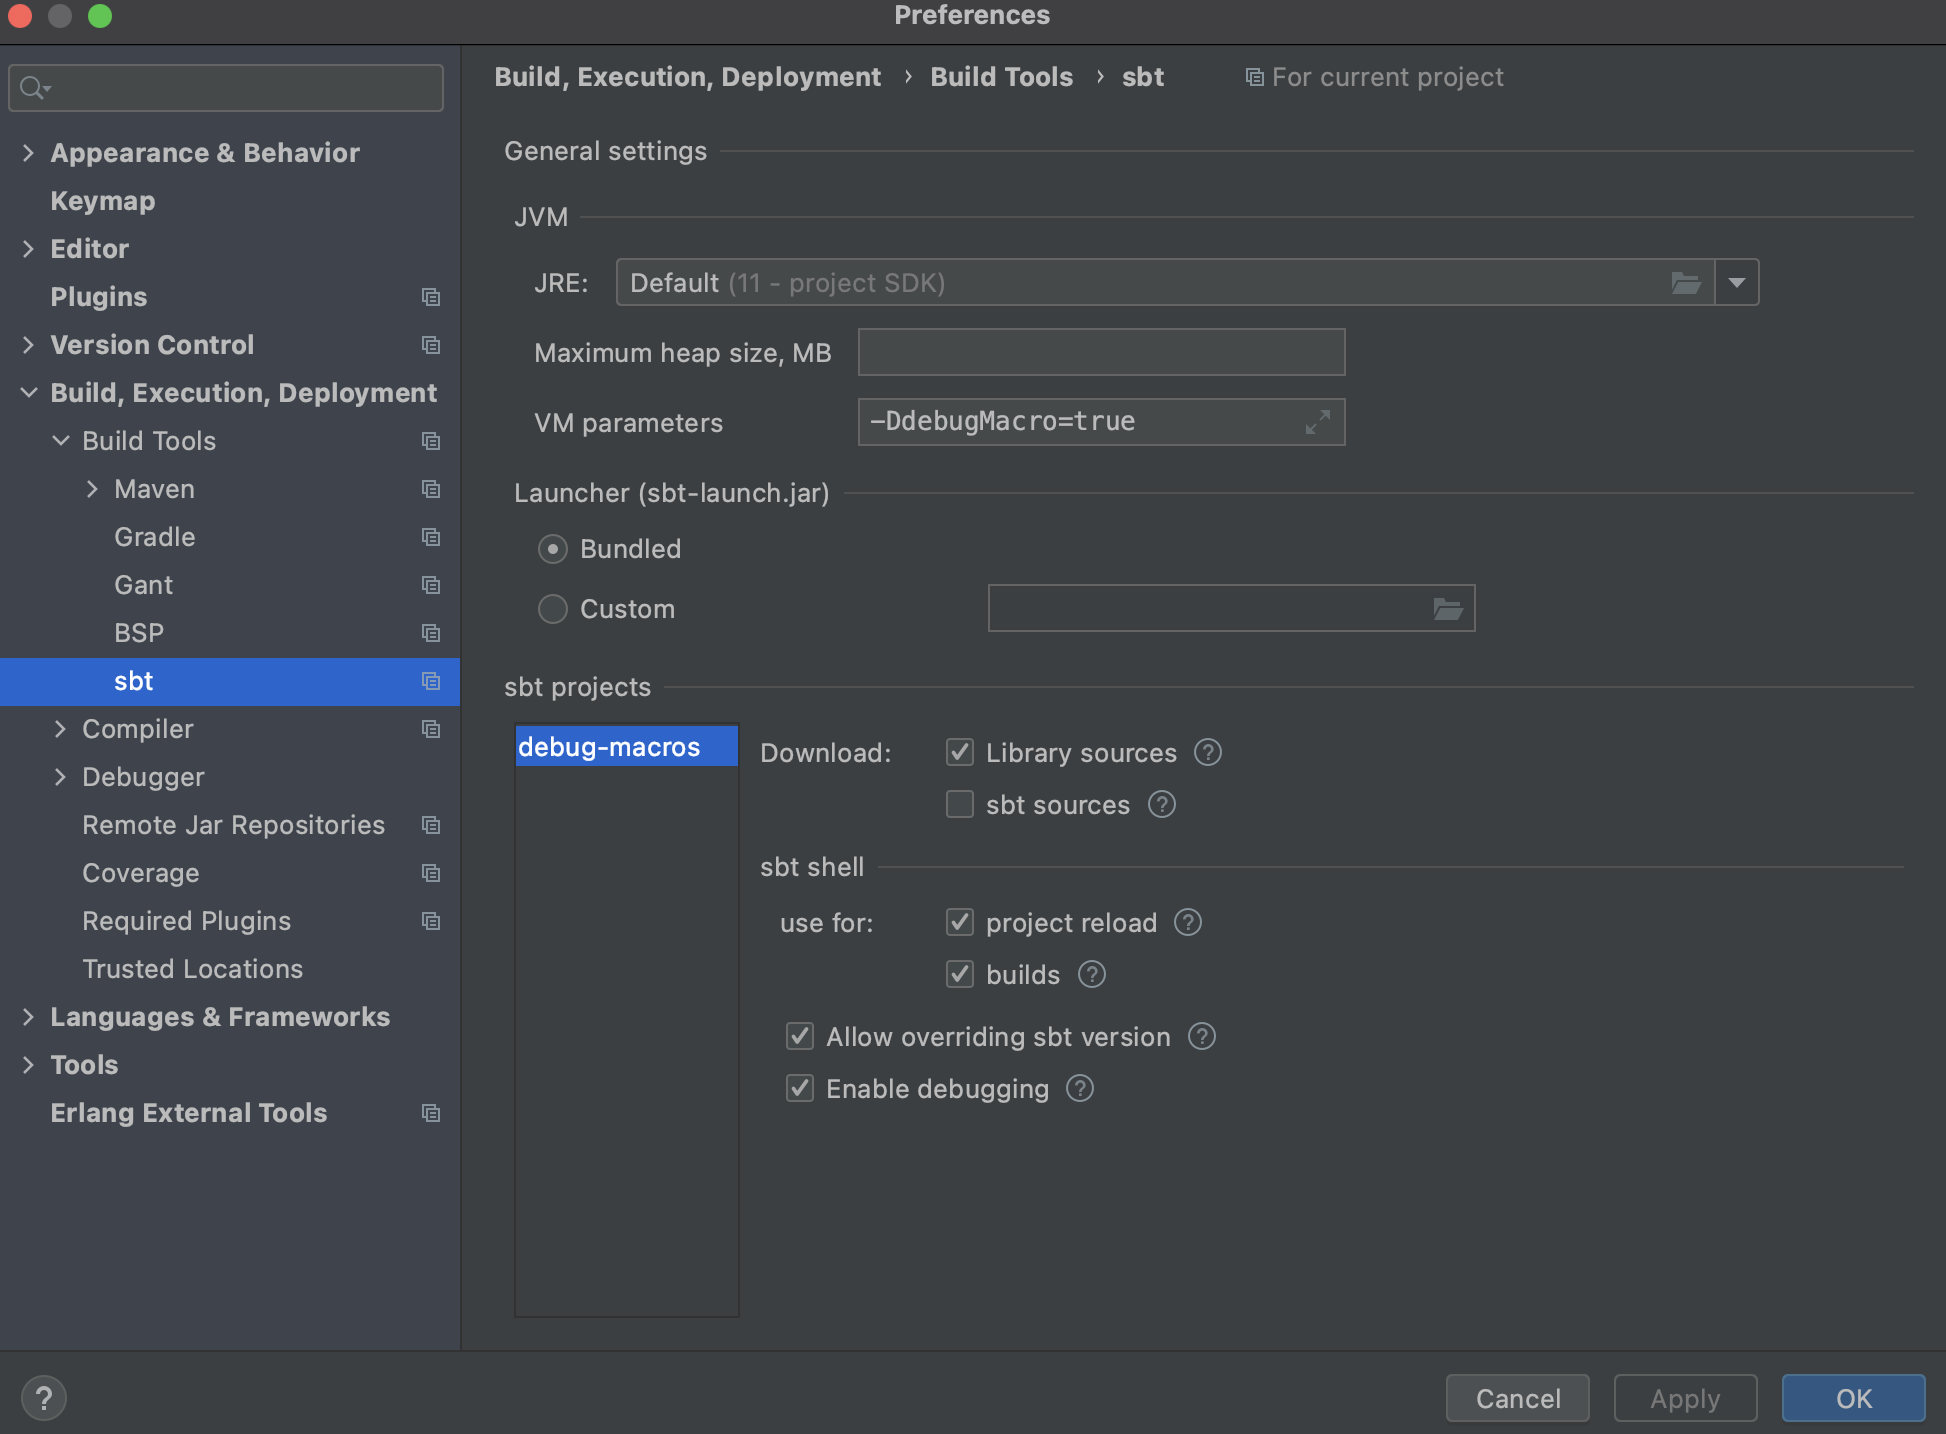 Preferences
Appearance & Behavior
Keymap
Editor
Plugins
Version Control
Build, Execution, Deployment
Build Tools
Maven
Gradle
Gant
BSP
sbt
Compiler
Debugger
Remote Jar Repositories
Coverage
Required Plugins
Trusted Locations
Languages & Frameworks
Tools
Erlang External Tools
Build, Execution, Deployment › Build Tools › sbt For current project
General settings
JVM
JRE: Default (11 - project SDK)
Maximum heap size, MB
VM parameters -DdebugMacro=true
Launcher (sbt-launch.jar)
Bundled
Custom
sbt projects
debug-macros
Download: Library sources ?
sbt sources ?
sbt shell
use for: project reload ?
builds ?
Allow overriding sbt version ?
Enable debugging ?
? Cancel Apply OK